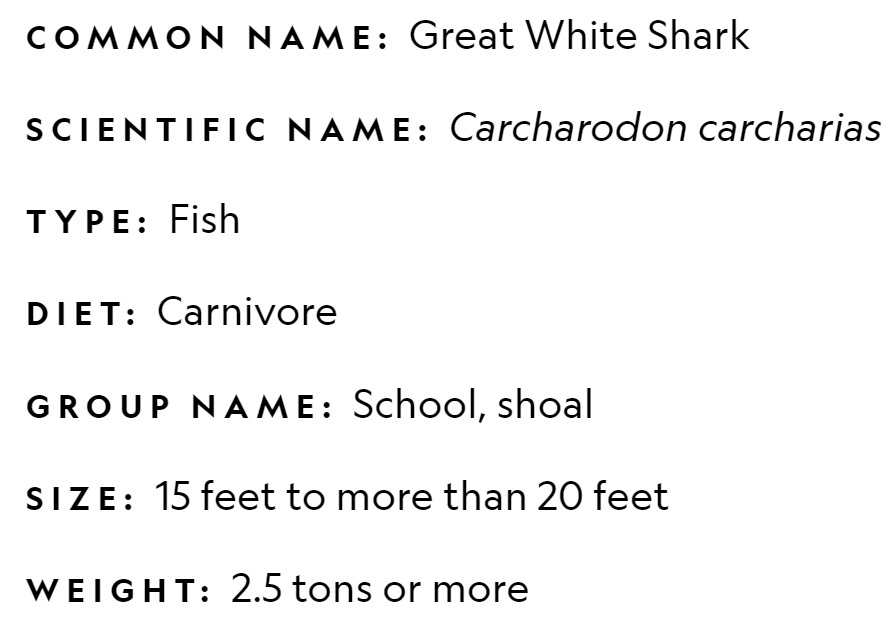 COMMON NAME: Great White Shark
SCIENTIFIC NAME: Carcharodon carcharias
TYPE: Fish
DIET: Carnivore
GROUP NAME: School, shoal
SIZE: 15 feet to more than 20 feet
WEIGHT: 2.5 tons or more